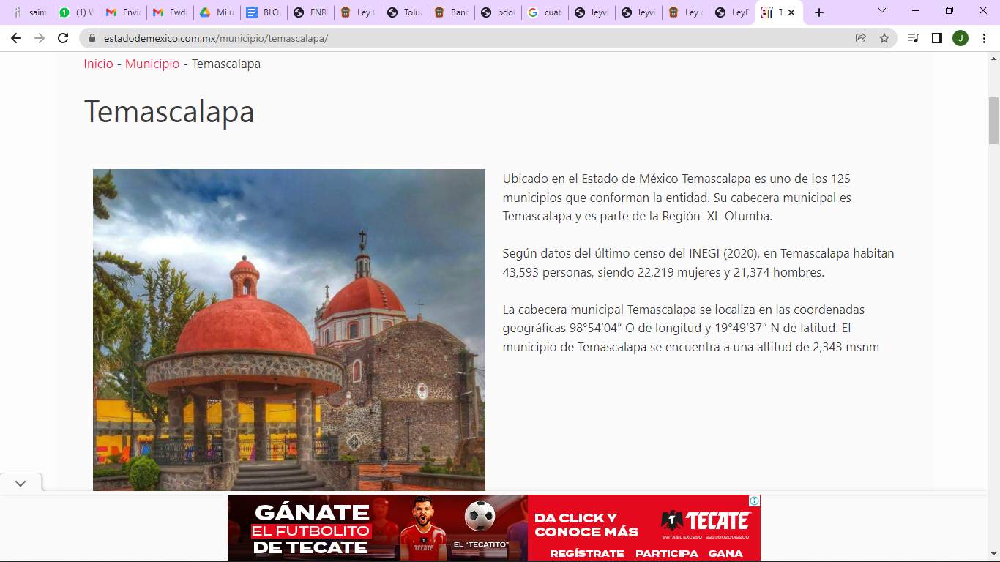 saim
(1) W
Envia
Fwd:
Mi u
BLOC
ENRI
Ley C
Tolu
Banc
bdo
cuat
leyvi
leyvi
Ley c
LeyE
T
estadodemexico.com.mx/municipio/temascalapa/
J
Inicio - Municipio - Temascalapa
Temascalapa
Ubicado en el Estado de México Temascalapa es uno de los 125
municipios que conforman la entidad. Su cabecera municipal es
Temascalapa y es parte de la Región XI Otumba.
Según datos del último censo del INEGI (2020), en Temascalapa habitan
43,593 personas, siendo 22,219 mujeres y 21,374 hombres.
La cabecera municipal Temascalapa se localiza en las coordenadas
geográficas 98°54’04” O de longitud y 19°49’37” N de latitud. El
municipio de Temascalapa se encuentra a una altitud de 2,343 msnm
GÁNATE
EL FUTBOLITO
DE TECATE
TECATE
EL "TECATITO"
DA CLICK Y
CONOCE MÁS
T TECATE
EVITA EL EXCESO 223300201A2200
REGÍSTRATE PARTICIPA GANA